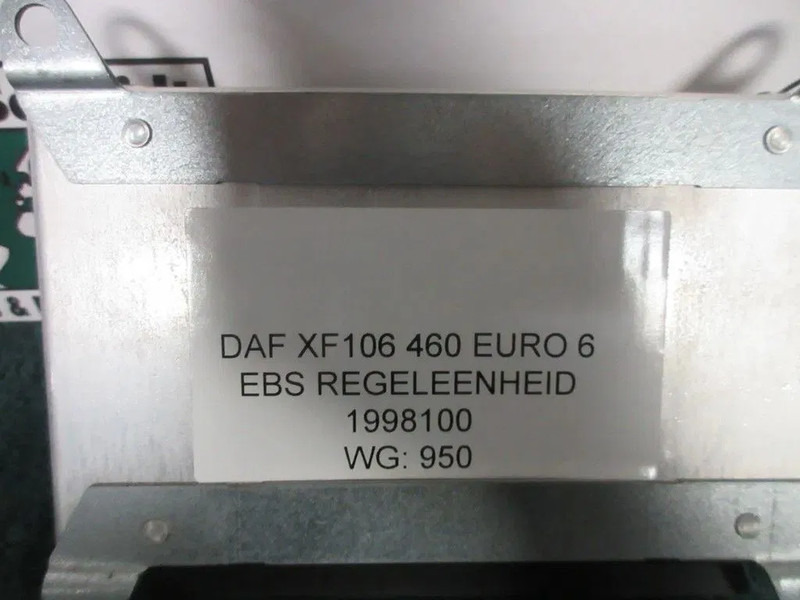 DAF XF106 460 EURO 6
EBS REGELEENHEID
1998100
WG: 950